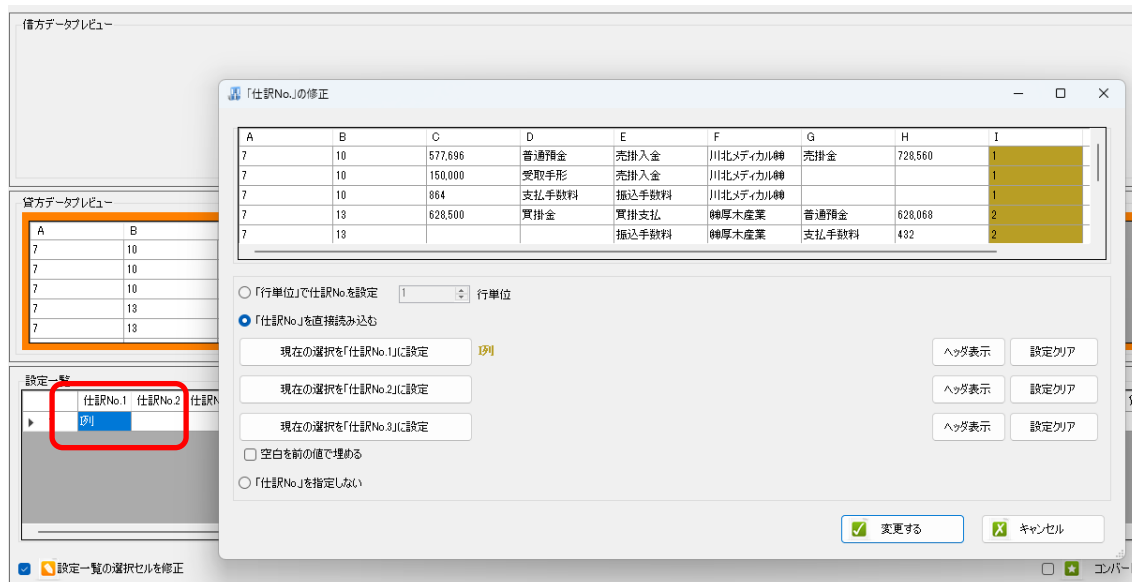 借方データプレビュー
「仕訳No.」の修正
A B C D E F G H I
7 10 577,696 普通預金 売掛入金 川北メディカル㈱ 売掛金 728,560 1
7 10 150,000 受取手形 売掛入金 川北メディカル㈱ 1
7 10 864 支払手数料 振込手数料 川北メディカル㈱ 1
7 13 628,500 買掛金 買掛支払 ㈱厚木産業 普通預金 628,068 2
7 13 振込手数料 ㈱厚木産業 支払手数料 432 2
貸方データプレビュー
A B
7 10
7 10
7 10
7 13
7 13
「行単位」で仕訳No.を設定 1 行単位
「仕訳No.」を直接読み込む
現在の選択を「仕訳No.1」に設定 I列 ヘッダ表示 設定クリア
現在の選択を「仕訳No.2」に設定 ヘッダ表示 設定クリア
現在の選択を「仕訳No.3」に設定 ヘッダ表示 設定クリア
空白を前の値で埋める
「仕訳No.」を指定しない
設定一覧
仕訳No.1 仕訳No.2 仕訳N
I列
変更する キャンセル
設定一覧の選択セルを修正 コンバー